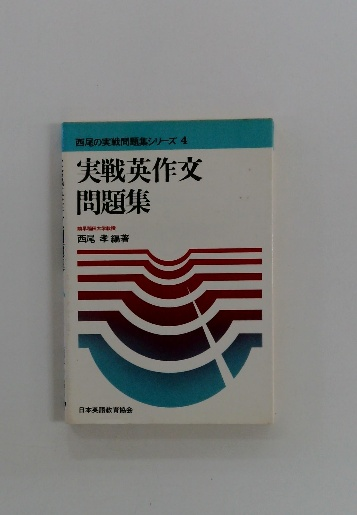 西尾の実戦問題集シリーズ 4
実戦英作文
問題集
西尾 孝 編著
日本英語教育協会